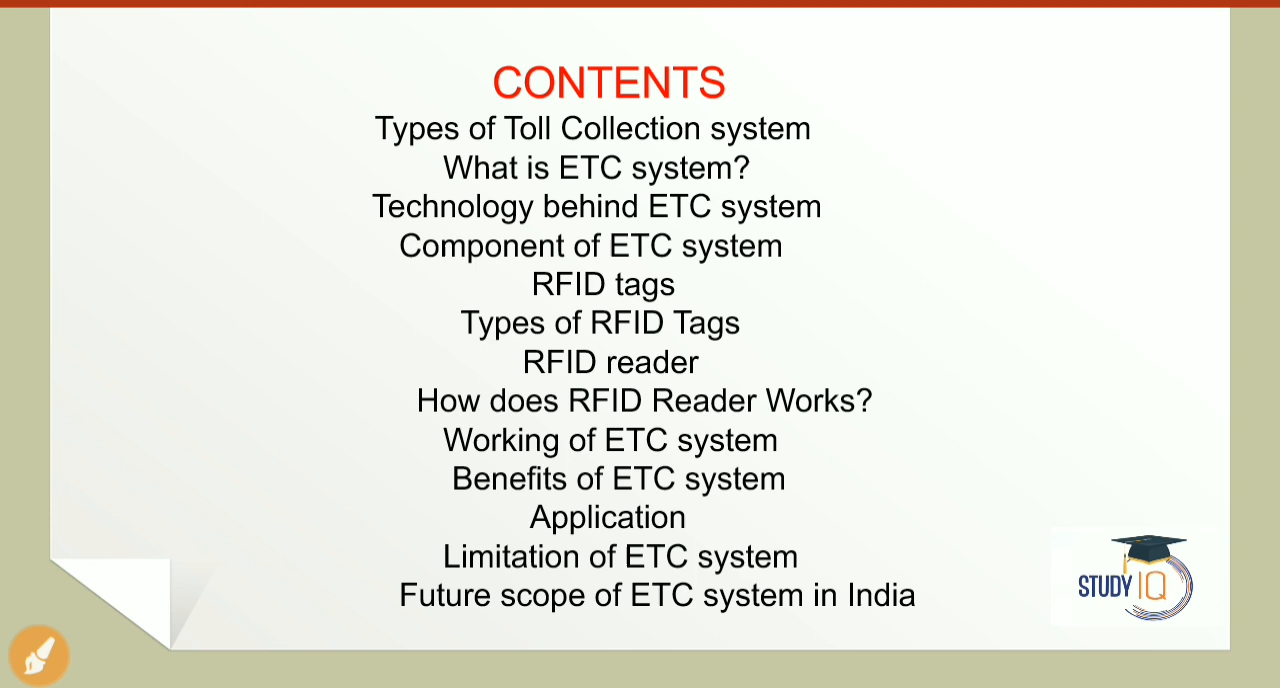 CONTENTS
Types of Toll Collection system
What is ETC system?
Technology behind ETC system
Component of ETC system
RFID tags
Types of RFID Tags
RFID reader
How does RFID Reader Works?
Working of ETC system
Benefits of ETC system
Application
Limitation of ETC system
Future scope of ETC system in India
STUDY IQ